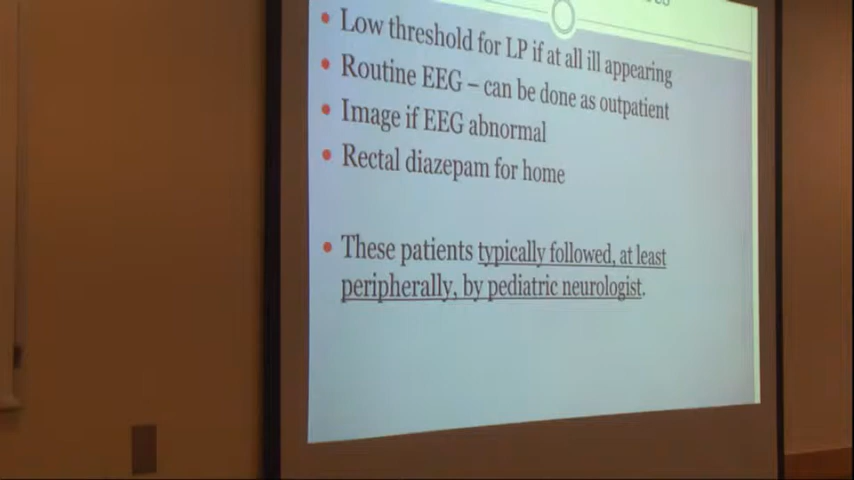 • Low threshold for LP if at all ill appearing
• Routine EEG – can be done as outpatient
• Image if EEG abnormal
• Rectal diazepam for home
• These patients typically followed, at least
peripherally, by pediatric neurologist.